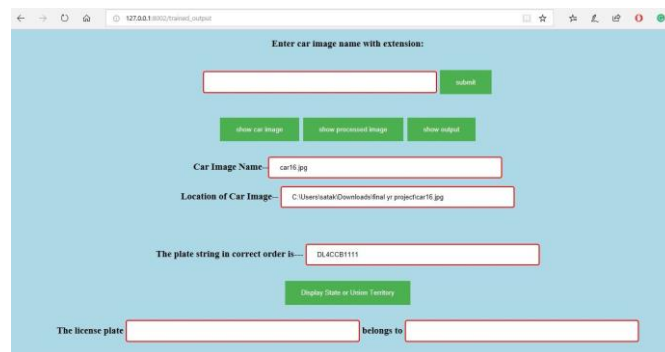 127.0.0.1:8002/trained_output
Enter car image name with extension:
submit
show car image show processed image show output
Car Image Name-- car16.jpg
Location of Car Image-- C:\Users\satak\Downloads\final yr project\car16.jpg
The plate string in correct order is--- DL4CCB1111
Display State or Union Territory
The license plate belongs to